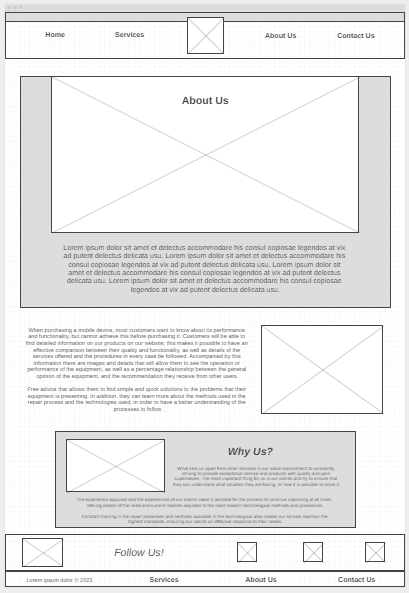 Home
Services
About Us
Contact Us
About Us
Lorem ipsum dolor sit amet et delectus accommodare his consul copiosae legendos at vix
ad putent delectus delicata usu. Lorem ipsum dolor sit amet et delectus accommodare his
consul copiosae legendos at vix ad putent delectus delicata usu. Lorem ipsum dolor sit
amet et delectus accommodare his consul copiosae legendos at vix ad putent delectus
delicata usu. Lorem ipsum dolor sit amet et delectus accommodare his consul copiosae
legendos at vix ad putent delectus delicata usu.
When purchasing a mobile device, most customers want to know about its performance
and functionality, but cannot achieve this before purchasing it. Customers will be able to
find detailed information on our products on our website; this makes it possible to have an
effective comparison between their quality and functionality, as well as details of the
services offered and the procedures in every case be followed. Accompanied by this
information there are images and details that will allow them to see the operation or
performance of the equipment, as well as a percentage relationship between the general
opinion of the equipment, and the recommendation they receive from other users.
Free advice that allows them to find simple and quick solutions to the problems that their
equipment is presenting. In addition, they can learn more about the methods used in the
repair process and the technologies used, in order to have a better understanding of the
processes to follow
Why Us?
What sets us apart from other services is our value commitment to constantly,
striving to provide exceptional service and products with quality and care
expectations. The most important thing for us is our clients and try to ensure that
they can understand what situation they are facing, or how it is possible to solve it.
The experience acquired and the experiences of all our clients make it possible for the process to continue improving at all times,
refining details of the need and current realities adjusted to the most modern technological processes and procedures.
Constant training in the repair processes and methods available in the technological area makes our service maintain the
highest standards, ensuring our clients an effective response to their needs.
Follow Us!
Lorem ipsum dolor © 2023
Services
About Us
Contact Us